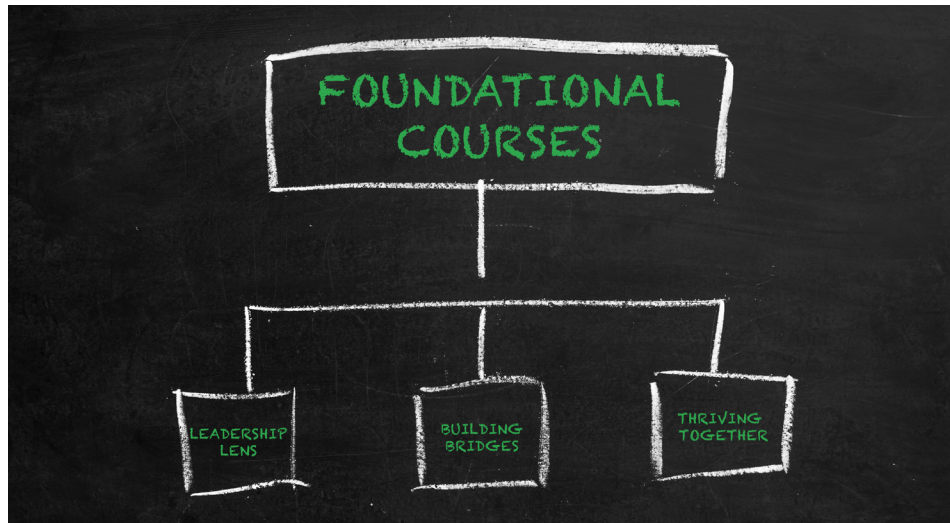 FOUNDATIONAL
COURSES
LEADERSHIP
LENS
BUILDING
BRIDGES
THRIVING
TOGETHER